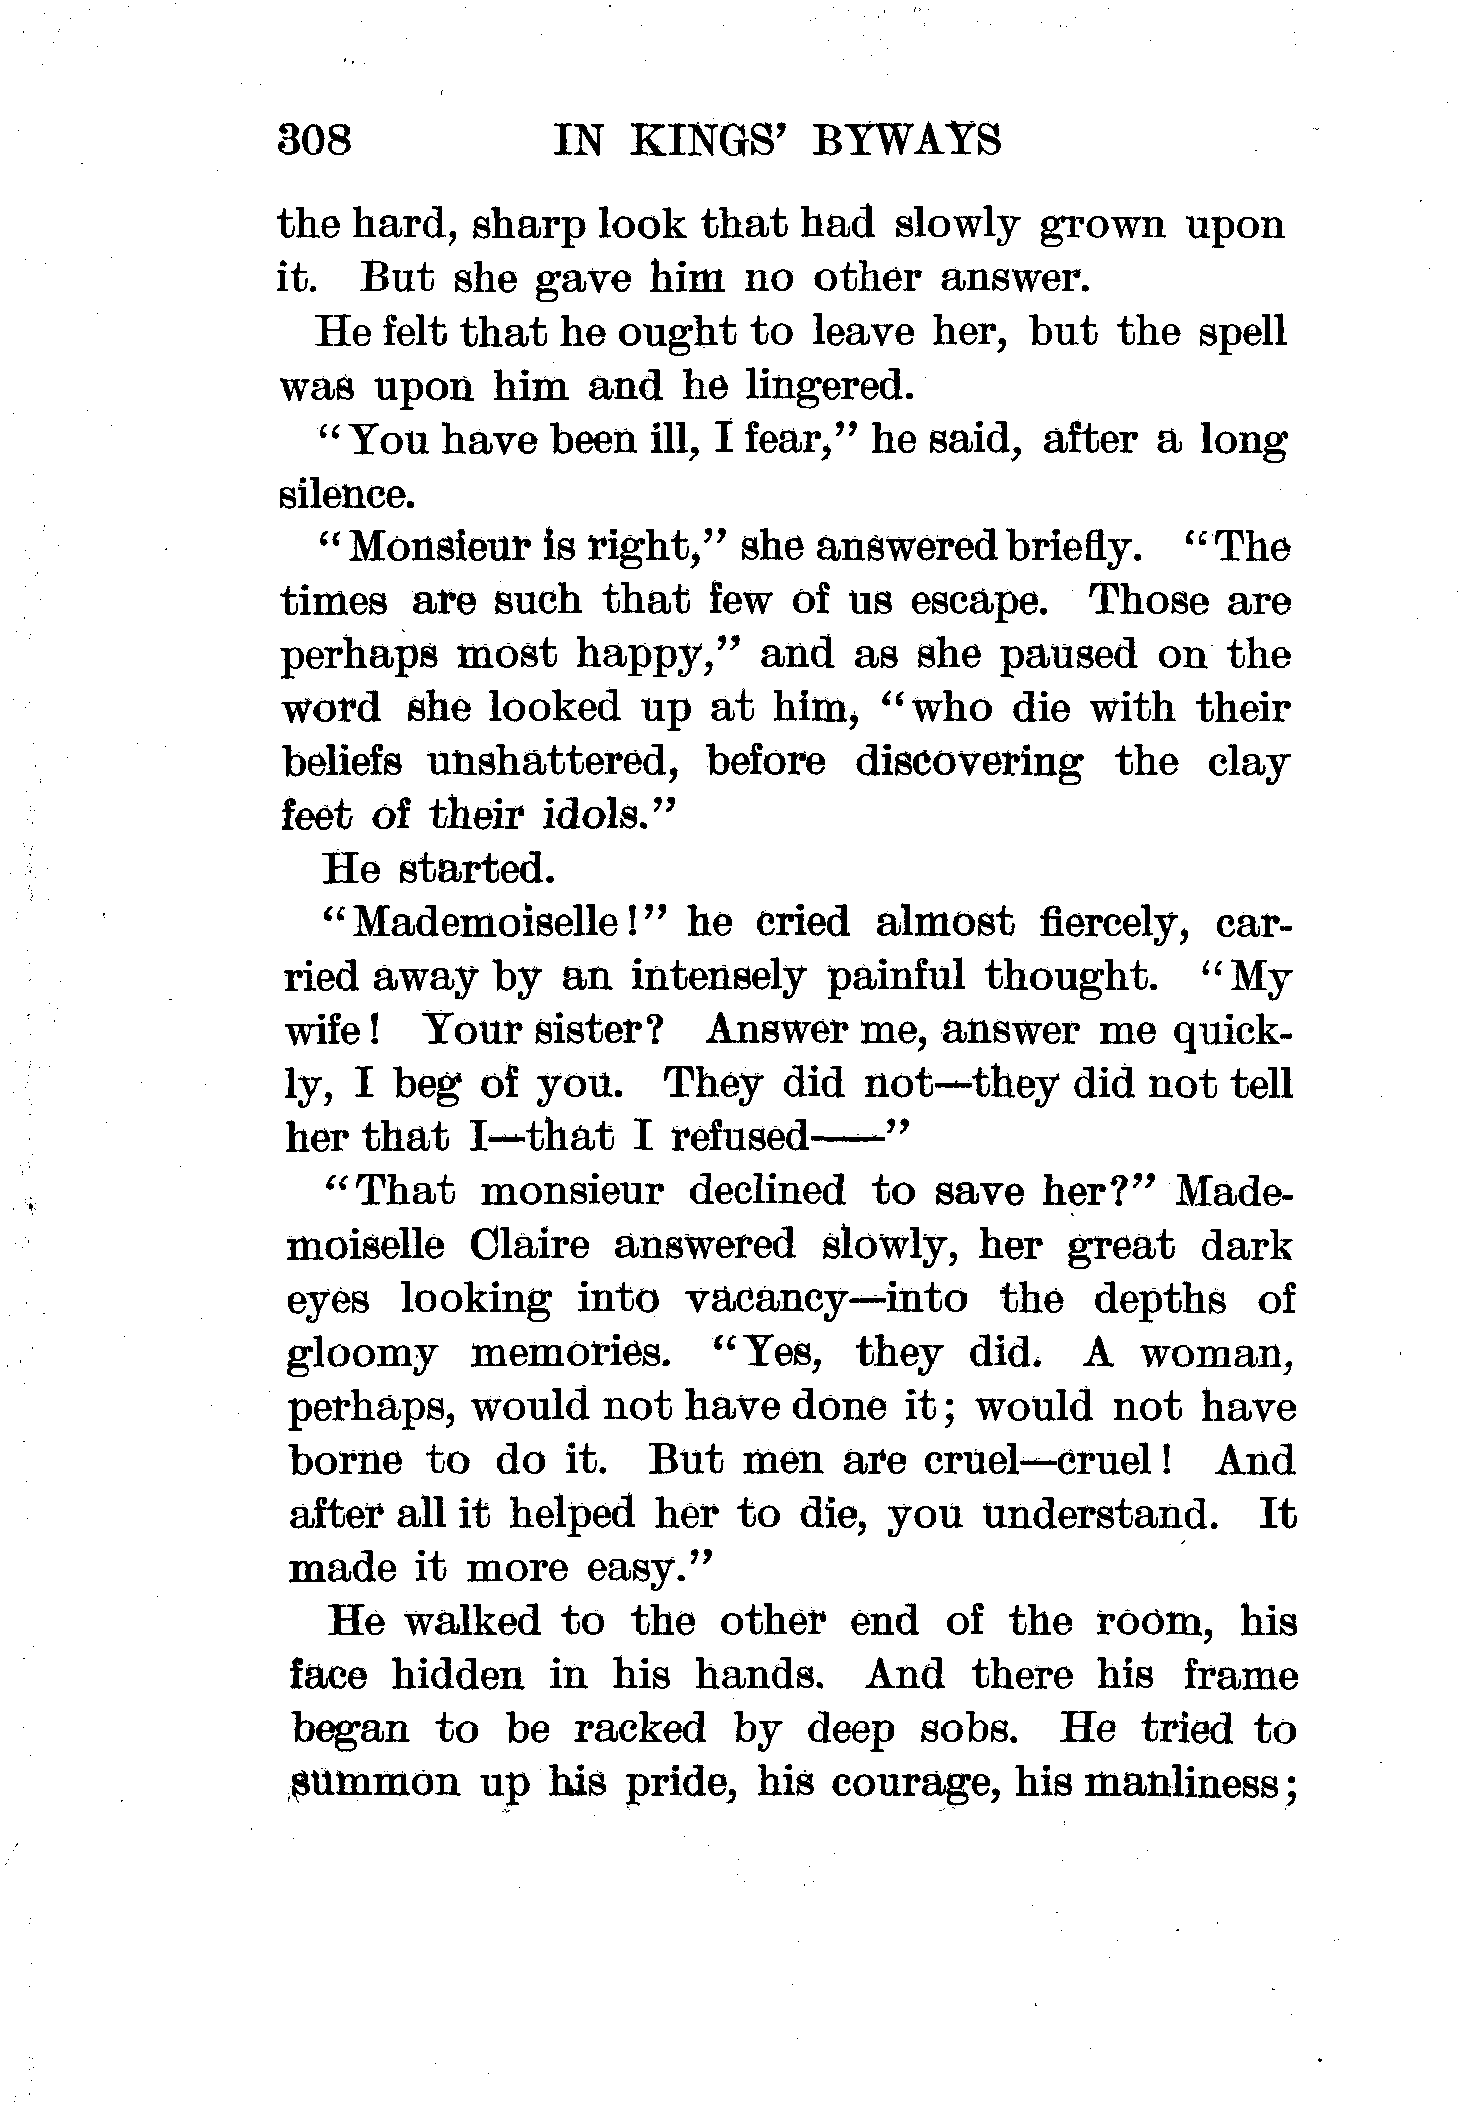 308 IN KINGS' BYWAYS
the hard, sharp look that had slowly grown upon
it. But she gave him no other answer.
He felt that he ought to leave her, but the spell
was upon him and he lingered.
"You have been ill, I fear," he said, after a long
silence.
"Monsieur is right," she answered briefly. "The
times are such that few of us escape. Those are
perhaps most happy," and as she paused on the
word she looked up at him, "who die with their
beliefs unshattered, before discovering the clay
feet of their idols."
He started.
"Mademoiselle!" he cried almost fiercely, car-
ried away by an intensely painful thought. "My
wife! Your sister? Answer me, answer me quick-
ly, I beg of you. They did not—they did not tell
her that I—that I refused——"
"That monsieur declined to save her?" Made-
moiselle Claire answered slowly, her great dark
eyes looking into vacancy—into the depths of
gloomy memories. "Yes, they did. A woman,
perhaps, would not have done it; would not have
borne to do it. But men are cruel—cruel! And
after all it helped her to die, you understand. It
made it more easy."
He walked to the other end of the room, his
face hidden in his hands. And there his frame
began to be racked by deep sobs. He tried to
summon up his pride, his courage, his manliness;